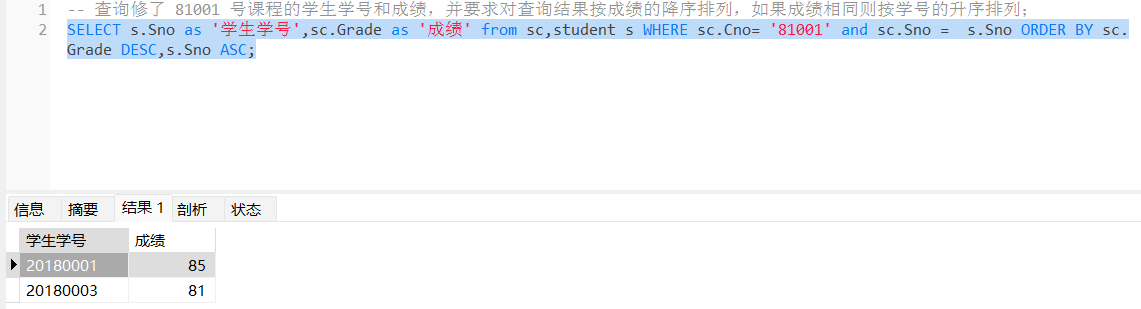 1 -- 查询修了 81001 号课程的学生学号和成绩，并要求对查询结果按成绩的降序排列，如果成绩相同则按学号的升序排列；
2 SELECT s.Sno as '学生学号',sc.Grade as '成绩' from sc,student s WHERE sc.Cno= '81001' and sc.Sno =  s.Sno ORDER BY sc.
Grade DESC,s.Sno ASC;
信息 摘要 结果 1 剖析 状态
学生学号 成绩
20180001 85
20180003 81